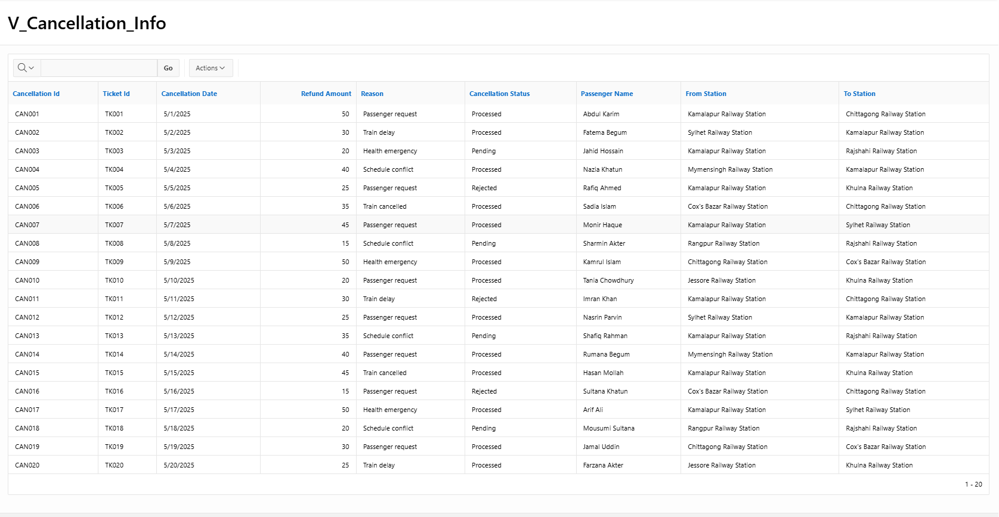 V_Cancellation_Info
Go Actions
Cancellation Id Ticket Id Cancellation Date Refund Amount Reason Cancellation Status Passenger Name From Station To Station
CAN001 TK001 5/1/2025 50 Passenger request Processed Abdul Karim Kamalapur Railway Station Chittagong Railway Station
CAN002 TK002 5/2/2025 30 Train delay Processed Fatema Begum Sylhet Railway Station Kamalapur Railway Station
CAN003 TK003 5/3/2025 20 Health emergency Pending Jahid Hossain Kamalapur Railway Station Rajshahi Railway Station
CAN004 TK004 5/4/2025 40 Schedule conflict Processed Nazia Khatun Mymensingh Railway Station Kamalapur Railway Station
CAN005 TK005 5/5/2025 25 Passenger request Rejected Rafiq Ahmed Kamalapur Railway Station Khulna Railway Station
CAN006 TK006 5/6/2025 35 Train cancelled Processed Sadia Islam Cox's Bazar Railway Station Chittagong Railway Station
CAN007 TK007 5/7/2025 45 Passenger request Processed Monir Haque Kamalapur Railway Station Sylhet Railway Station
CAN008 TK008 5/8/2025 15 Schedule conflict Pending Sharmin Akter Rangpur Railway Station Rajshahi Railway Station
CAN009 TK009 5/9/2025 50 Health emergency Processed Kamrul Islam Chittagong Railway Station Cox's Bazar Railway Station
CAN010 TK010 5/10/2025 20 Passenger request Processed Tania Chowdhury Jessore Railway Station Khulna Railway Station
CAN011 TK011 5/11/2025 30 Train delay Rejected Imran Khan Kamalapur Railway Station Chittagong Railway Station
CAN012 TK012 5/12/2025 25 Passenger request Processed Nasrin Parvin Sylhet Railway Station Kamalapur Railway Station
CAN013 TK013 5/13/2025 35 Schedule conflict Pending Shafiq Rahman Kamalapur Railway Station Rajshahi Railway Station
CAN014 TK014 5/14/2025 40 Passenger request Processed Rumana Begum Mymensingh Railway Station Kamalapur Railway Station
CAN015 TK015 5/15/2025 45 Train cancelled Processed Hasan Mollah Kamalapur Railway Station Khulna Railway Station
CAN016 TK016 5/16/2025 15 Passenger request Rejected Sultana Khatun Cox's Bazar Railway Station Chittagong Railway Station
CAN017 TK017 5/17/2025 50 Health emergency Processed Arif Ali Kamalapur Railway Station Sylhet Railway Station
CAN018 TK018 5/18/2025 20 Schedule conflict Pending Mousumi Sultana Rangpur Railway Station Rajshahi Railway Station
CAN019 TK019 5/19/2025 30 Passenger request Processed Jamal Uddin Chittagong Railway Station Cox's Bazar Railway Station
CAN020 TK020 5/20/2025 25 Train delay Processed Farzana Akter Jessore Railway Station Khulna Railway Station
1 - 20